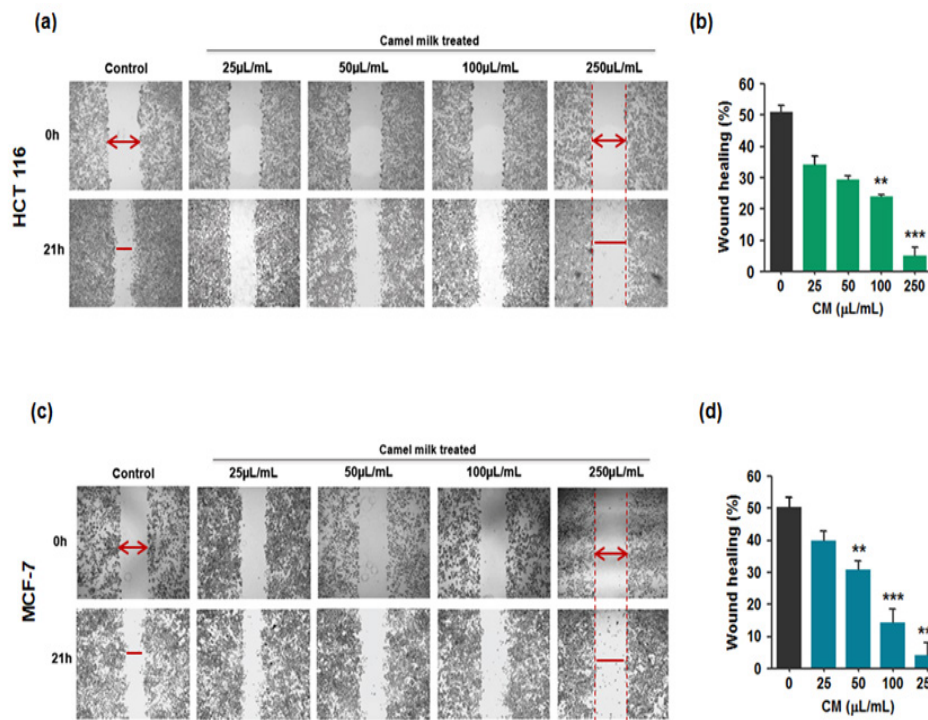 (a)
Camel milk treated
Control
25µL/mL
50µL/mL
100µL/mL
250µL/mL
HCT 116
0h
21h
(b)
Wound healing (%)
60
50
40
30
20
10
0
**
***
0
25
50
100
250
CM (µL/mL)
(c)
Camel milk treated
Control
25µL/mL
50µL/mL
100µL/mL
250µL/mL
MCF-7
0h
21h
(d)
Wound healing (%)
60
50
40
30
20
10
0
**
***
0
25
50
100
CM (µL/mL)